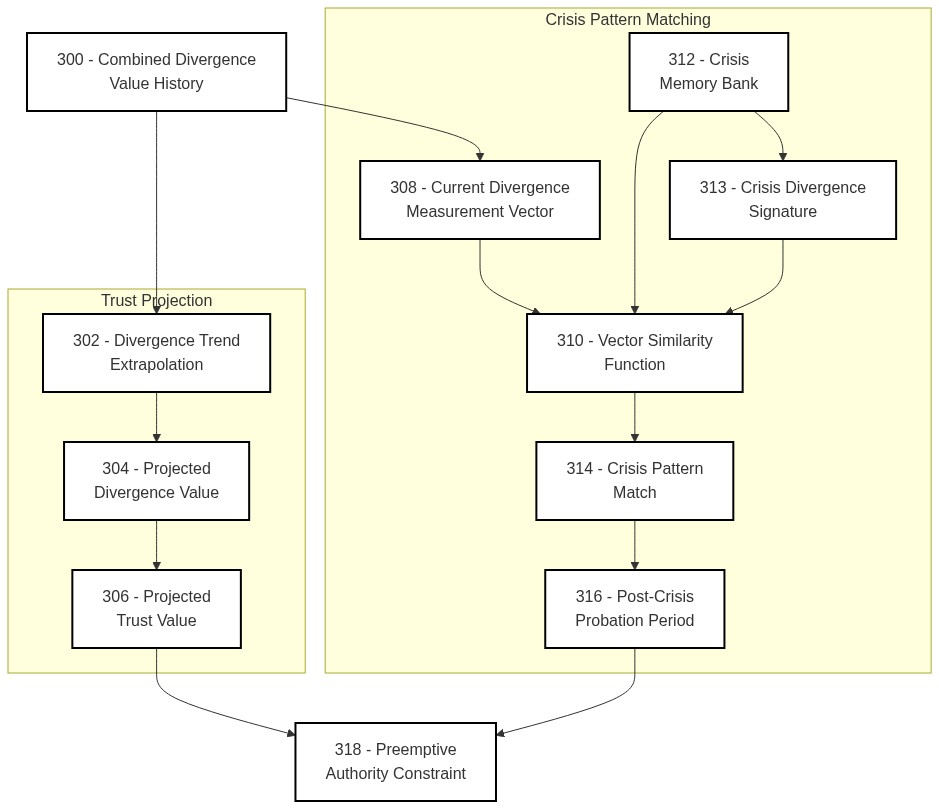 Crisis Pattern Matching
300 - Combined Divergence
Value History
312 - Crisis
Memory Bank
308 - Current Divergence
Measurement Vector
313 - Crisis Divergence
Signature
Trust Projection
302 - Divergence Trend
Extrapolation
310 - Vector Similarity
Function
304 - Projected
Divergence Value
314 - Crisis Pattern
Match
306 - Projected
Trust Value
316 - Post-Crisis
Probation Period
318 - Preemptive
Authority Constraint